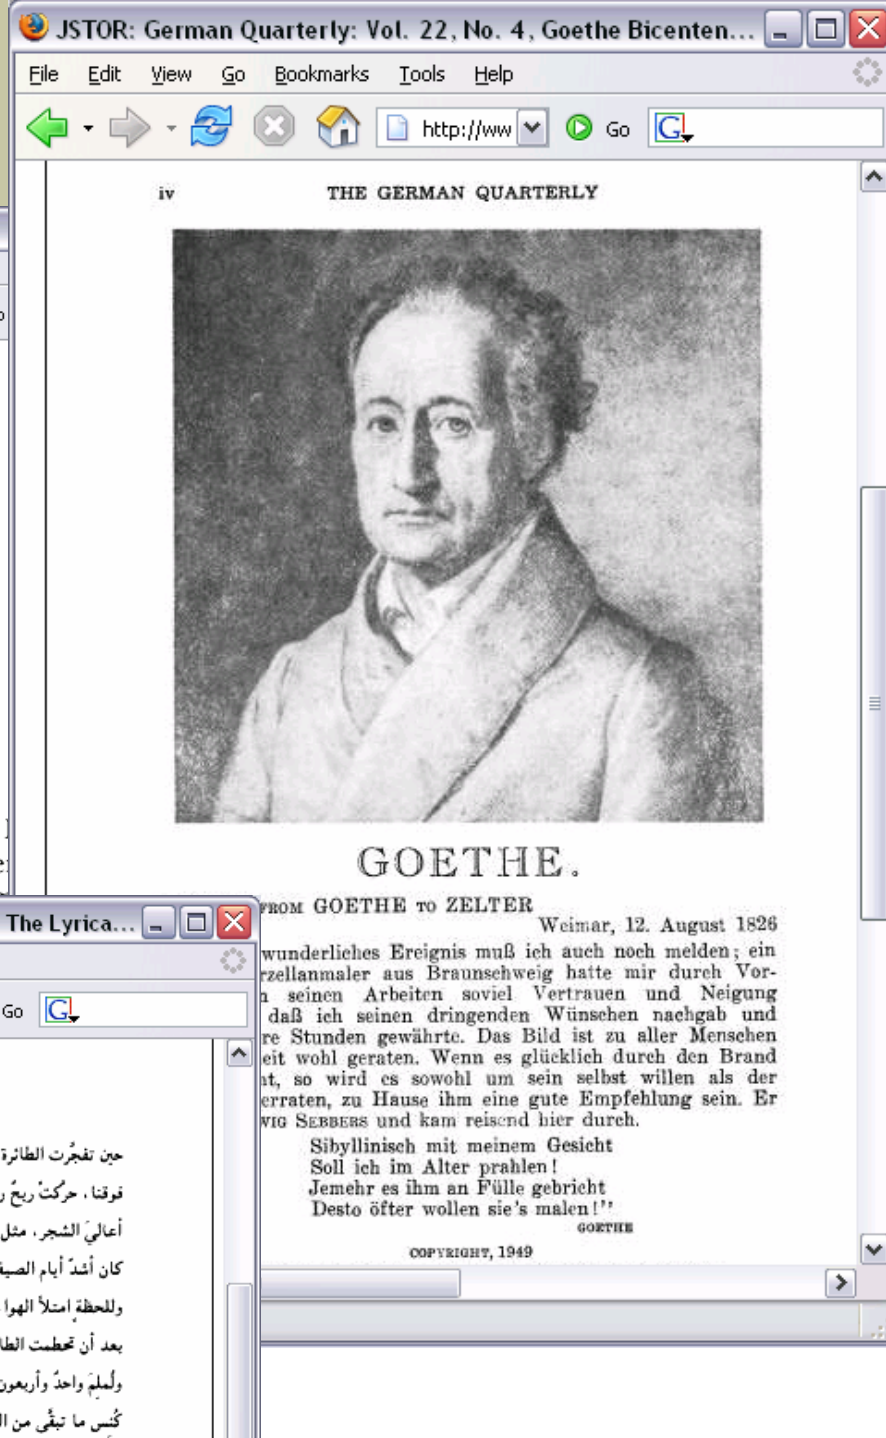 JSTOR: German Quarterly: Vol. 22, No. 4, Goethe Bicenten...
File Edit View Go Bookmarks Tools Help
http://ww Go
iv THE GERMAN QUARTERLY
GOETHE.
FROM GOETHE TO ZELTER
Weimar, 12. August 1826
wunderliches Ereignis muß ich auch noch melden; ein
rzellanmaler aus Braunschweig hatte mir durch Vor-
n seinen Arbeiten soviel Vertrauen und Neigung
daß ich seinen dringenden Wünschen nachgab und
re Stunden gewährte. Das Bild ist zu aller Menschen
eit wohl geraten. Wenn es glücklich durch den Brand
nt, so wird es sowohl um sein selbst willen als der
erraten, zu Hause ihm eine gute Empfehlung sein. Er
VIG SEBBERS und kam reisend hier durch.
Sibyllinisch mit meinem Gesicht
Soll ich im Alter prahlen!
Jemehr es ihm an Fülle gebricht
Desto öfter wollen sie's malen!"
GOETHE
COPYRIGHT, 1949
The Lyrica...
Go
حين تفجُرت الطائرة
فوقنا، حرُكتْ ريحُ
أعاليَ الشجر، مثل
كان أشدّ أيام
وللحظةٍ امتلأ الهوا
بعد أن تحطمت
ولُملِمَ واحدٌ وأربعون
كُنِس ما تبقَّى من